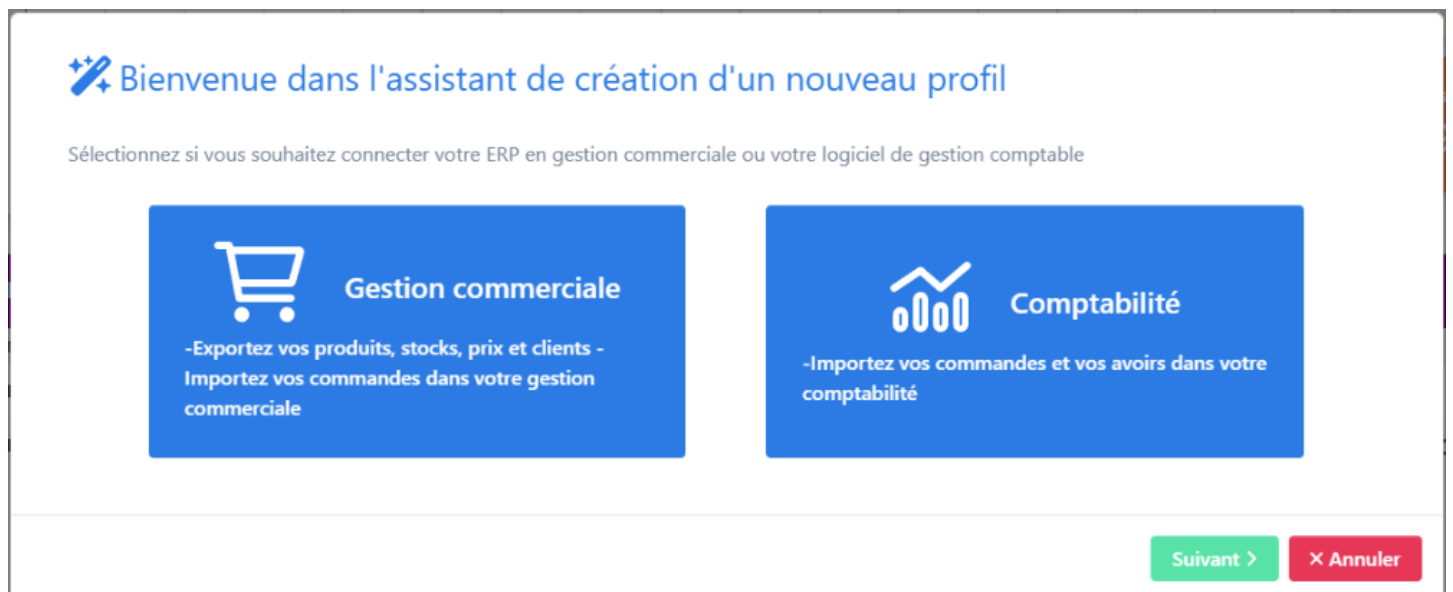 Bienvenue dans l'assistant de création d'un nouveau profil
Sélectionnez si vous souhaitez connecter votre ERP en gestion commerciale ou votre logiciel de gestion comptable
Gestion commerciale
-Exportez vos produits, stocks, prix et clients -
Importez vos commandes dans votre gestion
commerciale
Comptabilité
-Importez vos commandes et vos avoirs dans votre
comptabilité
Suivant >
× Annuler